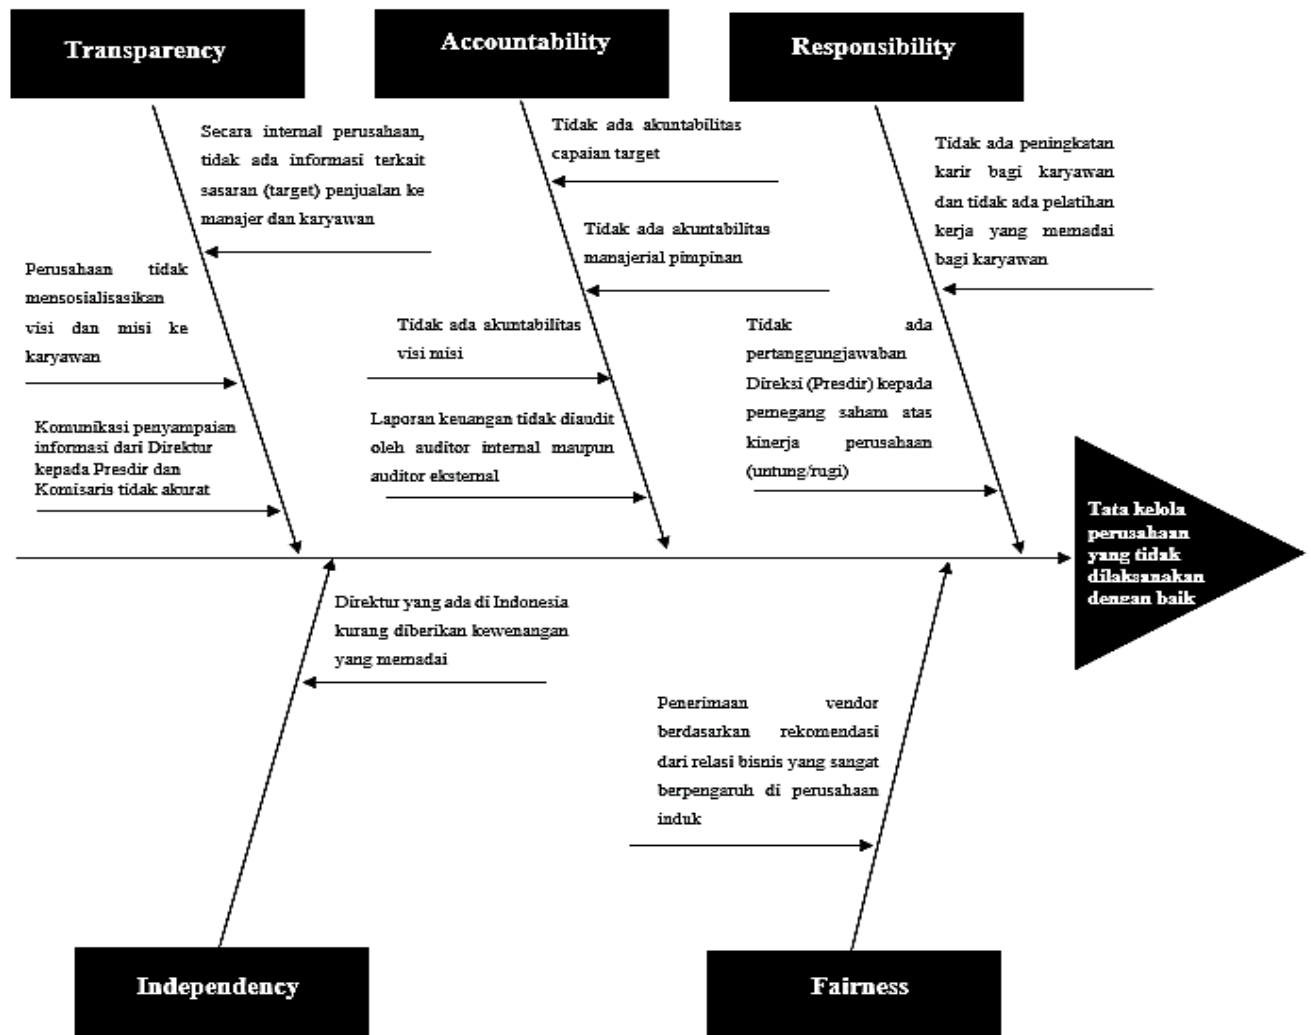 Transparency
Accountability
Responsibility
Secara internal perusahaan,
tidak ada informasi terkait
sasaran (target) penjualan ke
manajer dan karyawan
Perusahaan tidak
mensosialisasikan
visi dan misi ke
karyawan
Komunikasi penyampaian
informasi dari Direktur
kepada Presdir dan
Komisaris tidak akurat
Tidak ada akuntabilitas
capaian target
Tidak ada akuntabilitas
manajerial pimpinan
Tidak ada akuntabilitas
visi misi
Laporan keuangan tidak diaudit
oleh auditor internal maupun
auditor eksternal
Tidak ada peningkatan
karir bagi karyawan
dan tidak ada pelatihan
kerja yang memadai
bagi karyawan
Tidak ada
pertanggungjawaban
Direksi (Presdir) kepada
pemegang saham atas
kinerja perusahaan
(untung/rugi)
Tata kelola
perusahaan
yang tidak
dilaksanakan
dengan baik
Direktur yang ada di Indonesia
kurang diberikan kewenangan
yang memadai
Penerimaan vendor
berdasarkan rekomendasi
dari relasi bisnis yang sangat
berpengaruh di perusahaan
induk
Independency
Fairness